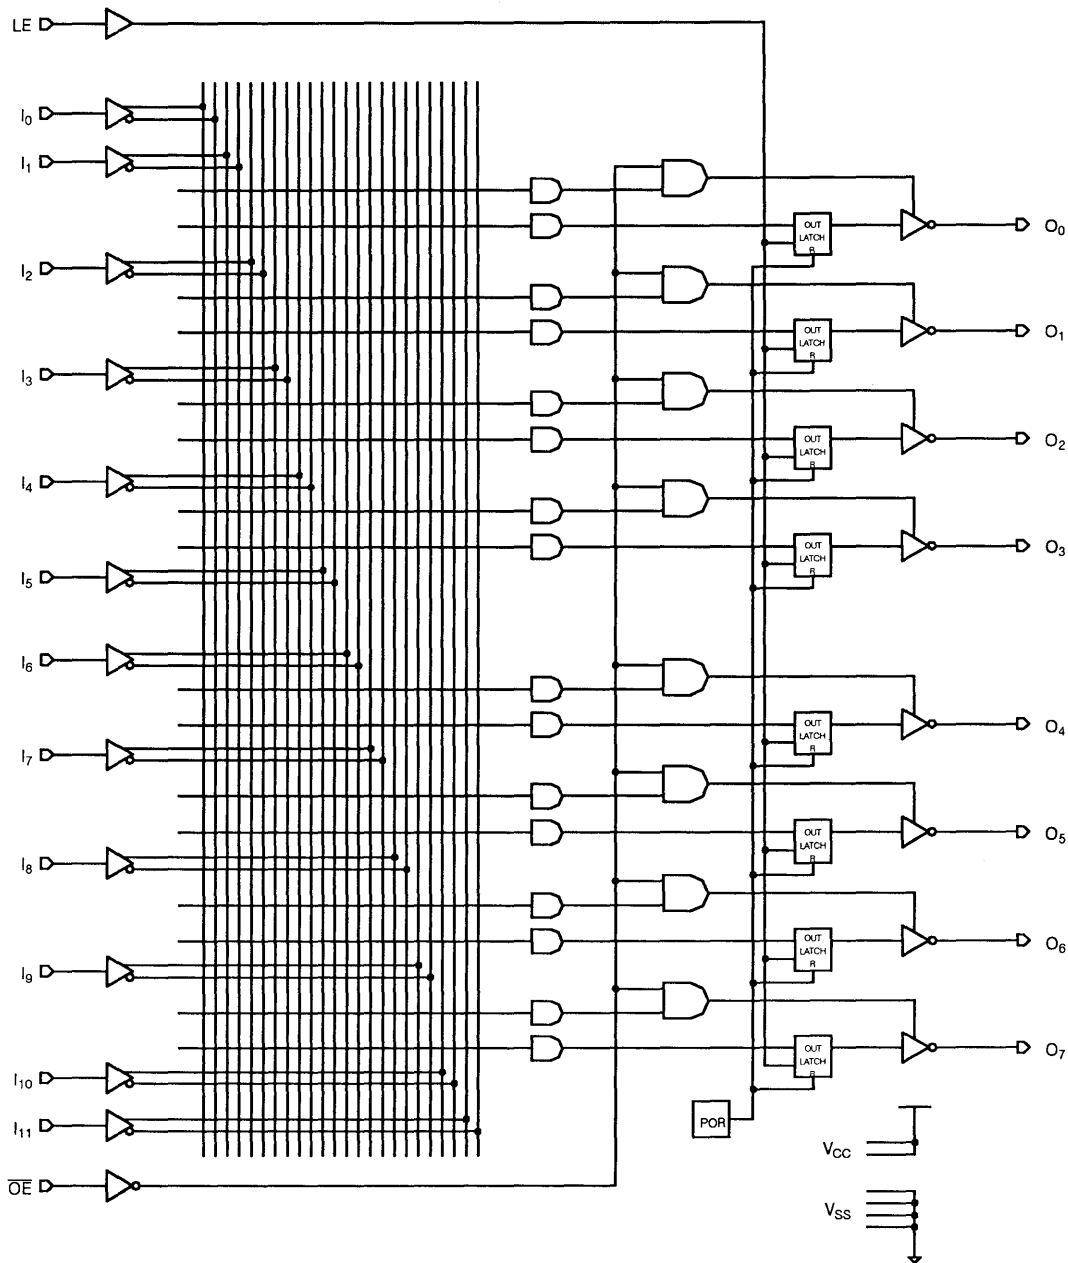 LE
I0
I1
I2
I3
I4
I5
I6
I7
I8
I9
I10
I11
OE
OUT
LATCH
R
O0
OUT
LATCH
R
O1
OUT
LATCH
R
O2
OUT
LATCH
R
O3
OUT
LATCH
R
O4
OUT
LATCH
R
O5
OUT
LATCH
R
O6
OUT
LATCH
R
O7
POR
VCC
VSS